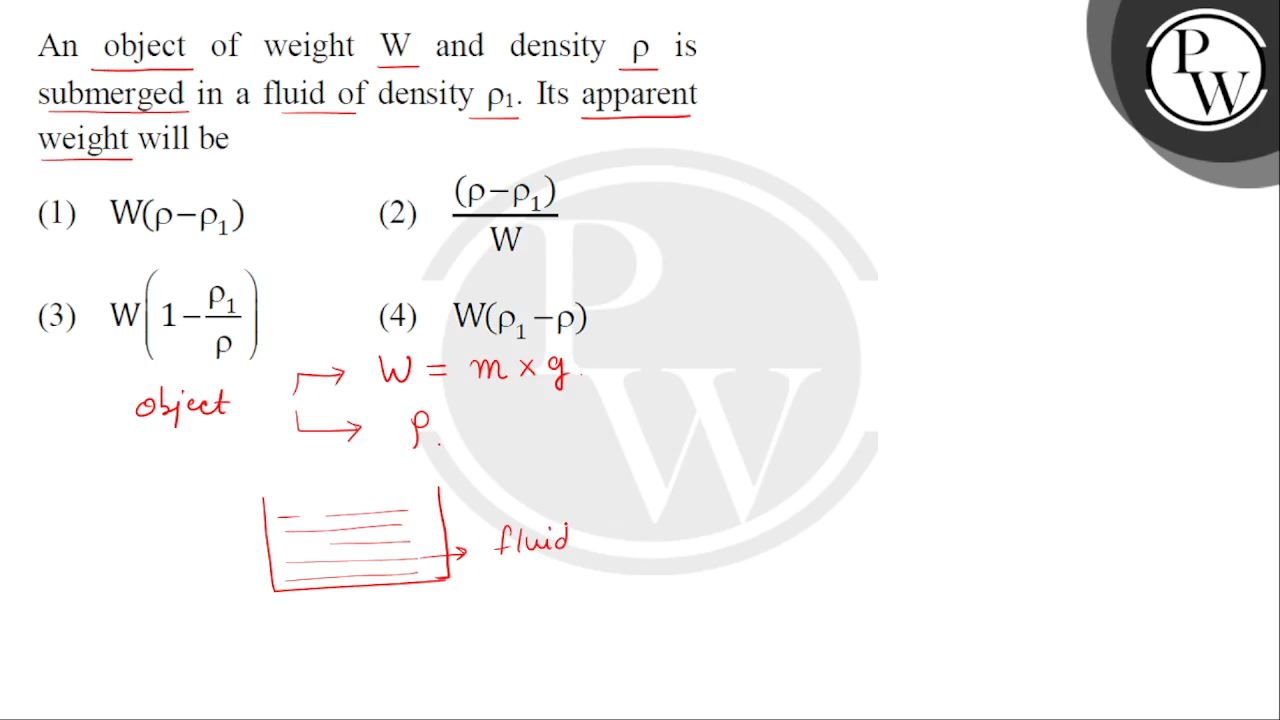 An object of weight W and density ρ is
submerged in a fluid of density ρ₁. Its apparent
weight will be
(1) W(ρ−ρ₁) (2) (ρ−ρ₁)/W
(3) W(1−ρ₁/ρ) (4) W(ρ₁−ρ)
W = m × g.
object
ρ.
fluid
P
W
P
W